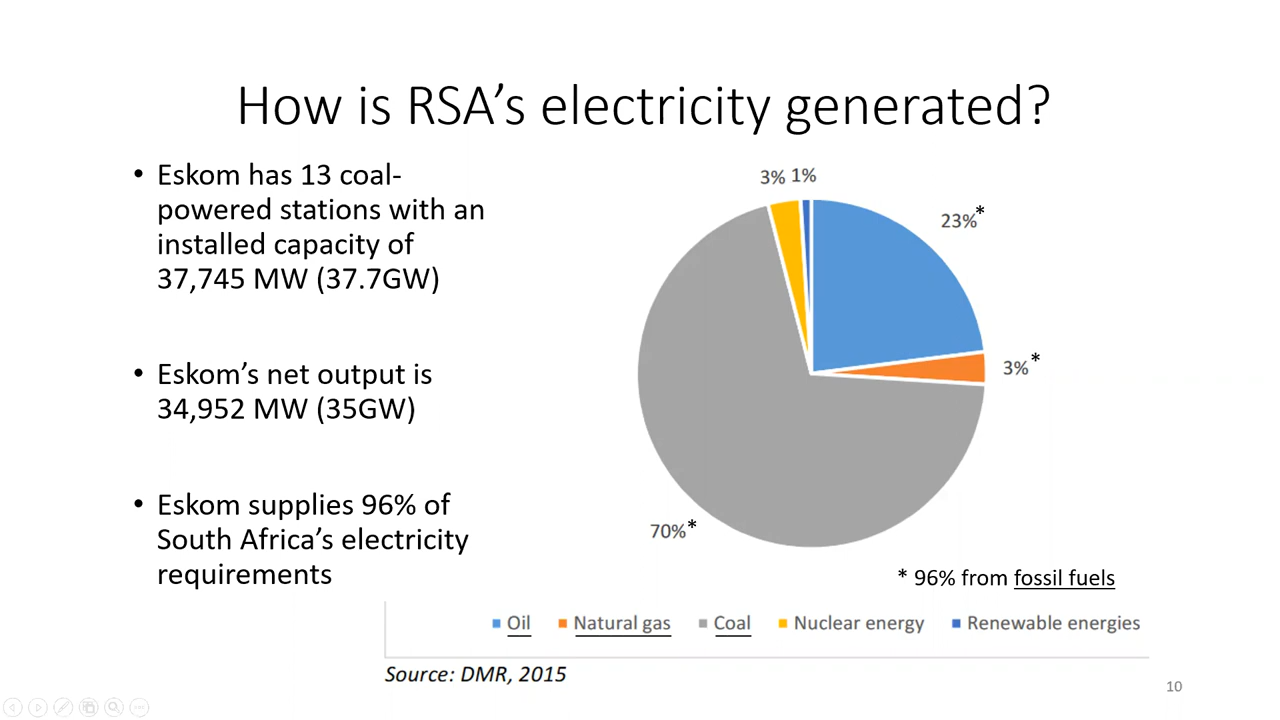 How is RSA’s electricity generated?
• Eskom has 13 coal-
powered stations with an
installed capacity of
37,745 MW (37.7GW)
• Eskom’s net output is
34,952 MW (35GW)
• Eskom supplies 96% of
South Africa’s electricity
requirements
3% 1%
23%*
3%*
70%*
* 96% from fossil fuels
Oil Natural gas Coal Nuclear energy Renewable energies
Source: DMR, 2015
10